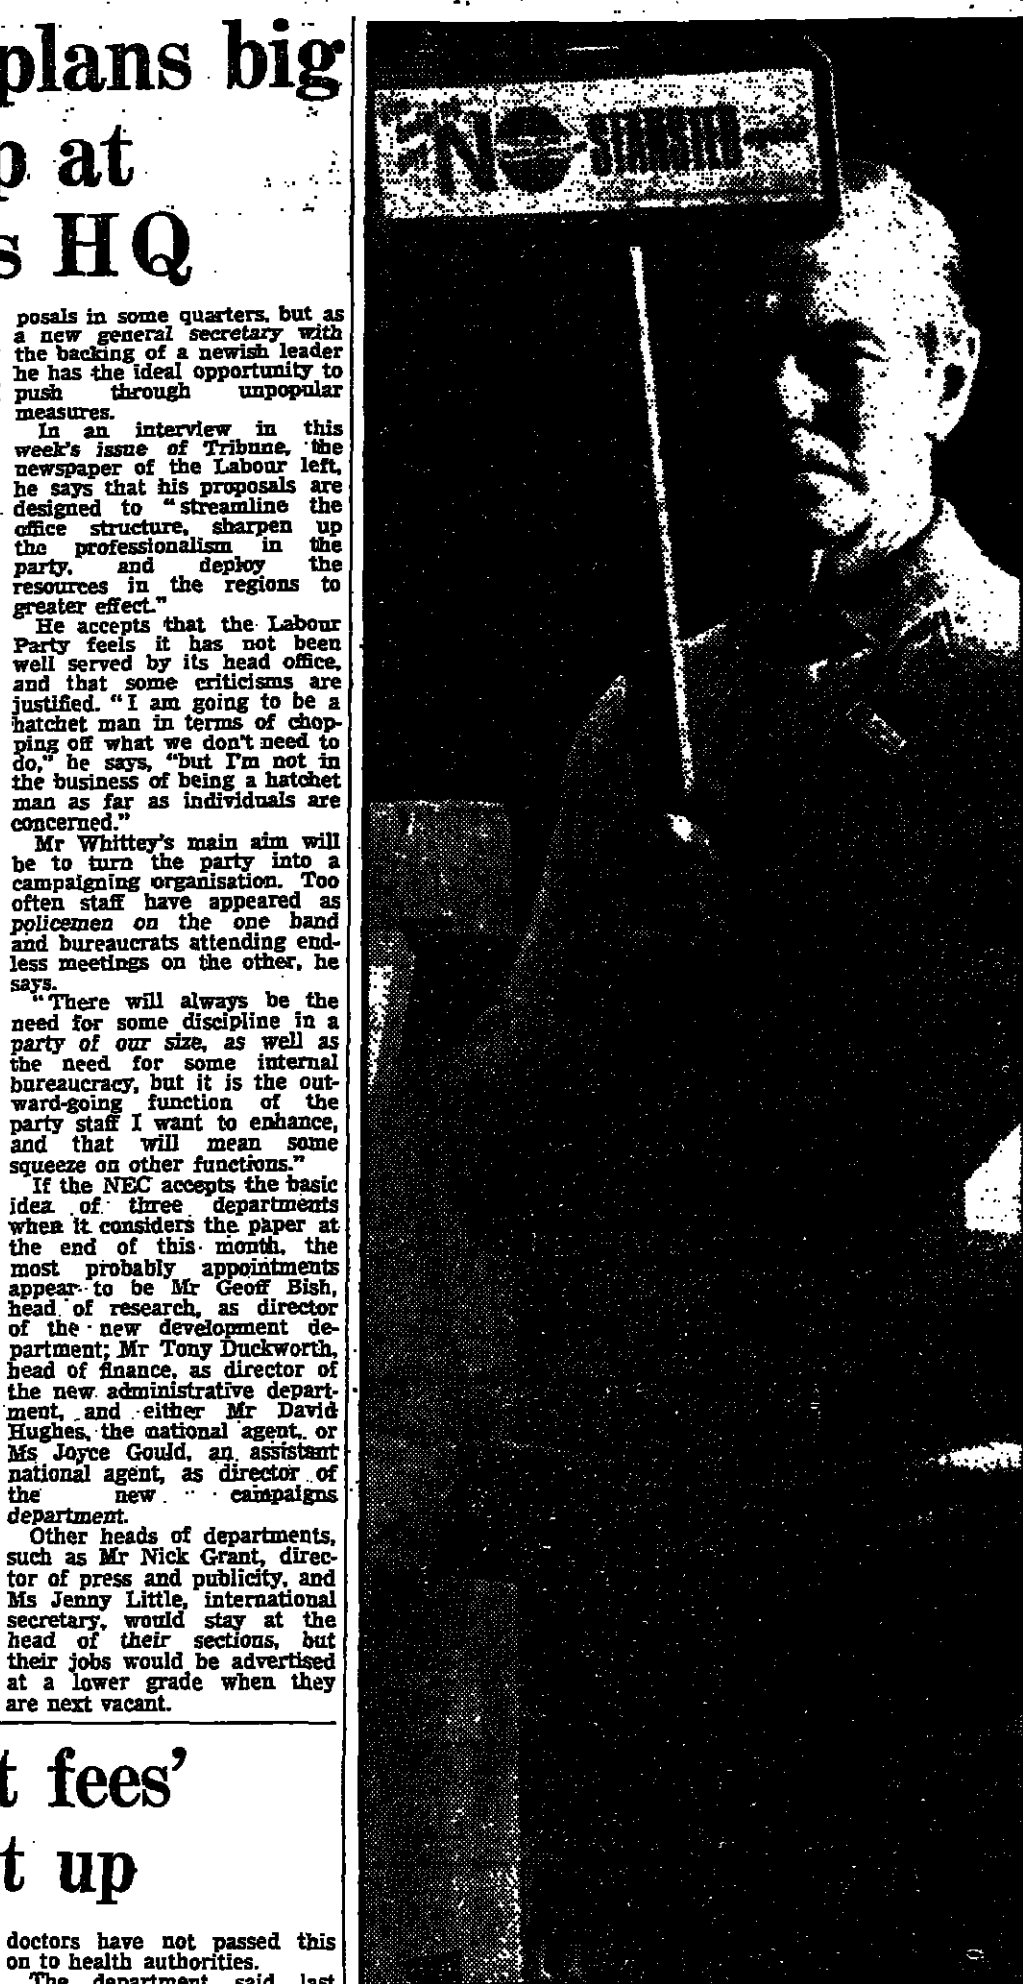 plans big
p at
s HQ
posals in some quarters, but as
a new general secretary with
the backing of a newish leader
he has the ideal opportunity to
push through unpopular
measures.
In an interview in this
week's issue of Tribune, the
newspaper of the Labour left,
he says that his proposals are
designed to “streamline the
office structure, sharpen up
the professionalism in the
party, and deploy the
resources in the regions to
greater effect.”
He accepts that the Labour
Party feels it has not been
well served by its head office,
and that some criticisms are
justified. “I am going to be a
hatchet man in terms of chop-
ping off what we don't need to
do,” he says, “but I'm not in
the business of being a hatchet
man as far as individuals are
concerned.”
Mr Whittey's main aim will
be to turn the party into a
campaigning organisation. Too
often staff have appeared as
policemen on the one hand
and bureaucrats attending end-
less meetings on the other, he
says.
“There will always be the
need for some discipline in a
party of our size, as well as
the need for some internal
bureaucracy, but it is the out-
ward-going function of the
party staff I want to enhance,
and that will mean some
squeeze on other functions.”
If the NEC accepts the basic
idea of three departments
when it considers the paper at
the end of this month, the
most probably appointments
appear to be Mr Geoff Bish,
head of research, as director
of the new development de-
partment; Mr Tony Duckworth,
head of finance, as director of
the new administrative depart-
ment, and either Mr David
Hughes, the national agent, or
Ms Joyce Gould, an assistant
national agent, as director of
the new campaigns
department.
Other heads of departments,
such as Mr Nick Grant, direc-
tor of press and publicity, and
Ms Jenny Little, international
secretary, would stay at the
head of their sections, but
their jobs would be advertised
at a lower grade when they
are next vacant.
t fees’
t up
doctors have not passed this
on to health authorities.
The department said last
NO STANSTED